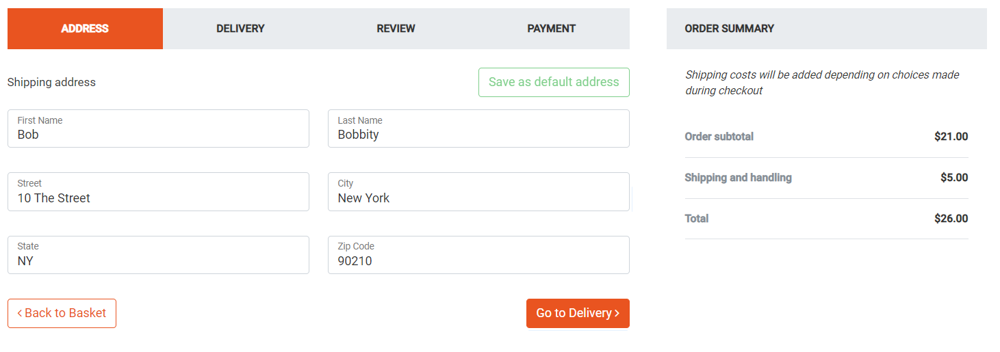 ADDRESS DELIVERY REVIEW PAYMENT
Shipping address
Save as default address
First Name
Bob
Last Name
Bobbity
Street
10 The Street
City
New York
State
NY
Zip Code
90210
Back to Basket
Go to Delivery
ORDER SUMMARY
Shipping costs will be added depending on choices made
during checkout
Order subtotal $21.00
Shipping and handling $5.00
Total $26.00